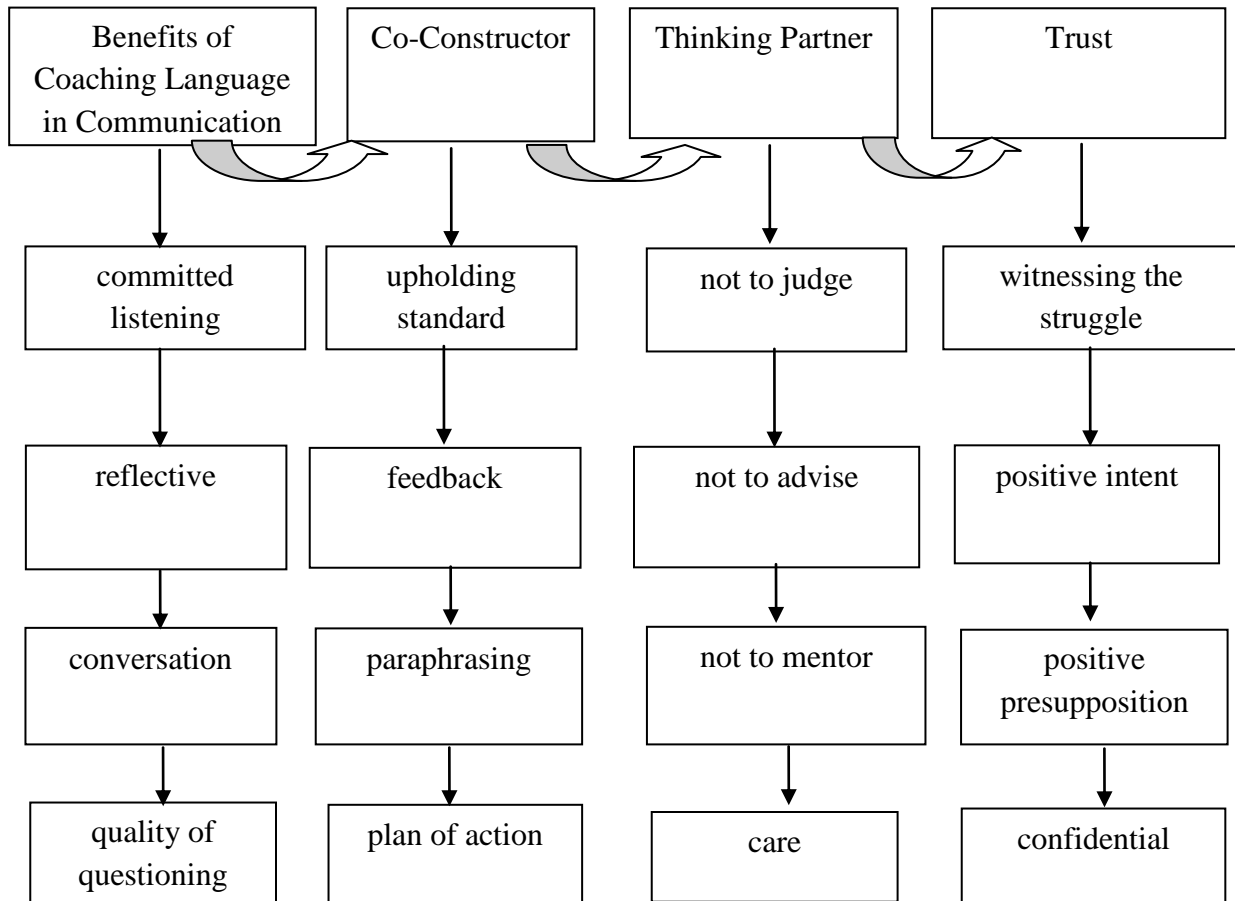 Benefits of
Coaching Language
in Communication
Co-Constructor
Thinking Partner
Trust
committed
listening
upholding
standard
not to judge
witnessing the
struggle
reflective
feedback
not to advise
positive intent
conversation
paraphrasing
not to mentor
positive
presupposition
quality of
questioning
plan of action
care
confidential